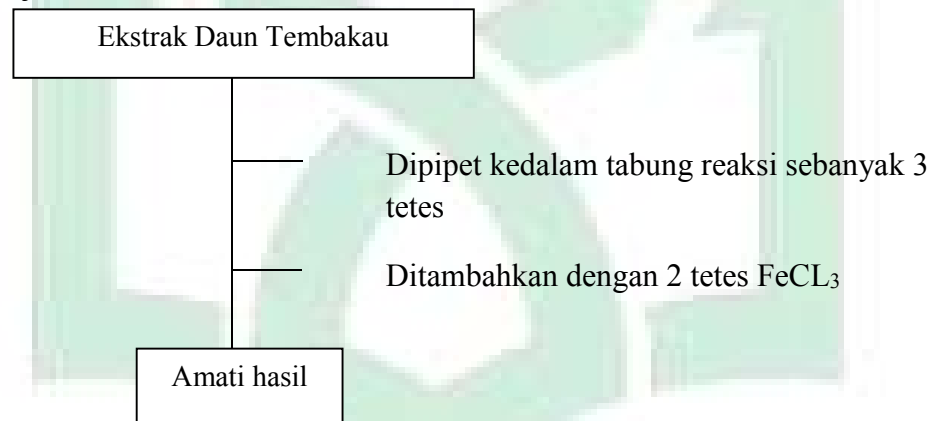 Ekstrak Daun Tembakau
Dipipet kedalam tabung reaksi sebanyak 3
tetes
Ditambahkan dengan 2 tetes FeCL₃
Amati hasil